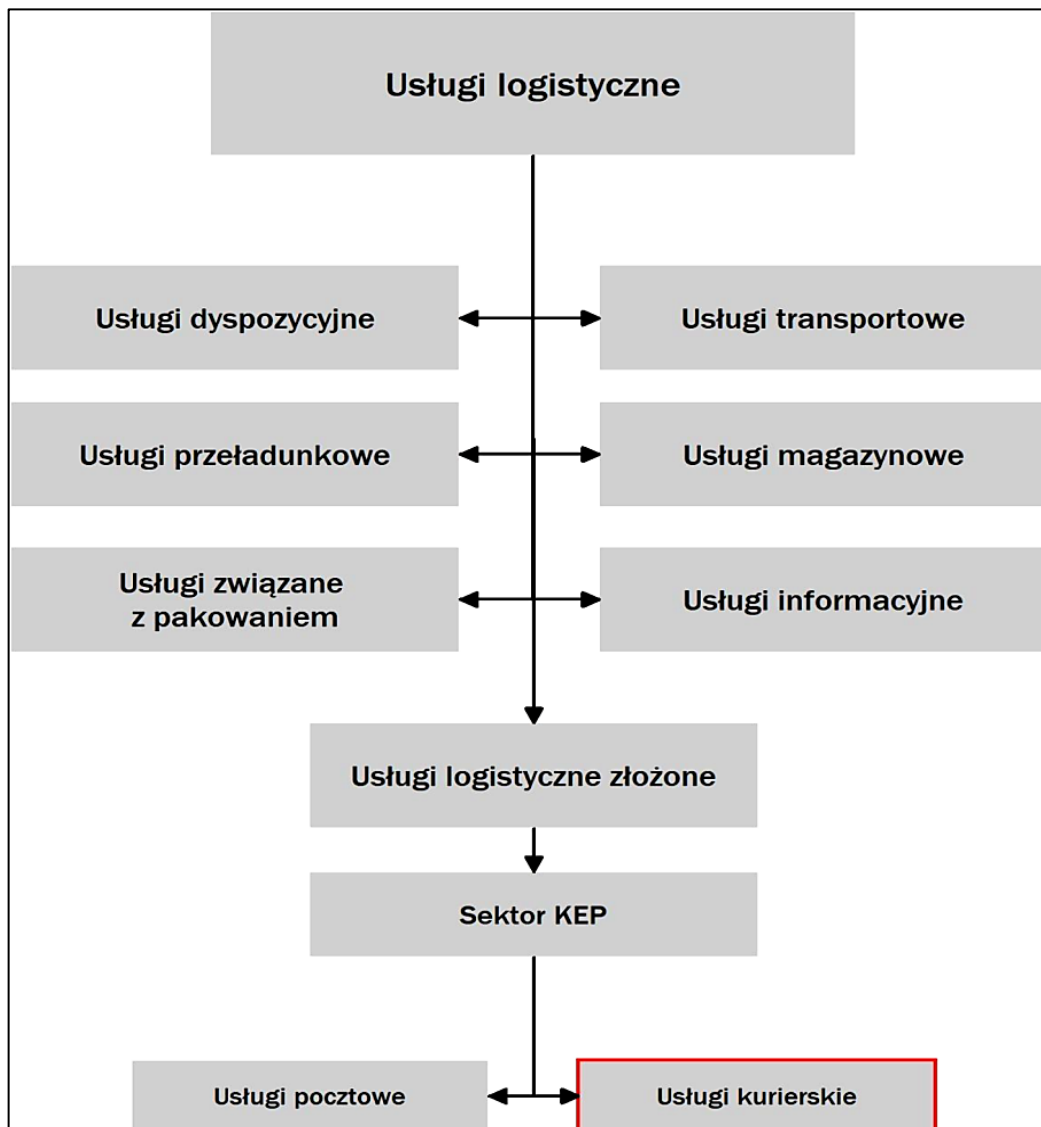 Usługi logistyczne
Usługi dyspozycyjne
Usługi transportowe
Usługi przeładunkowe
Usługi magazynowe
Usługi związane
z pakowaniem
Usługi informacyjne
Usługi logistyczne złożone
Sektor KEP
Usługi pocztowe
Usługi kurierskie